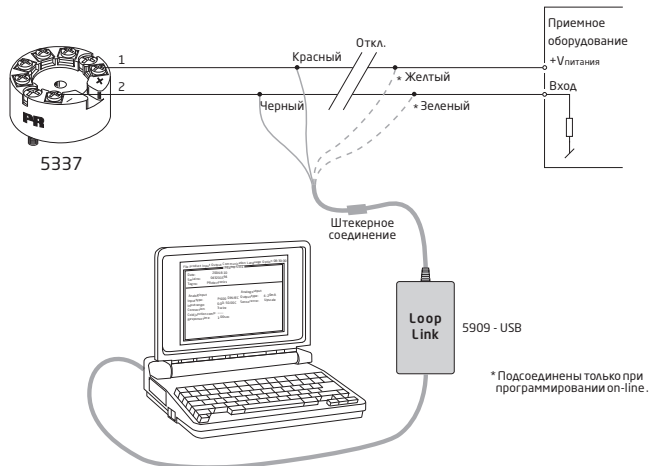 Приемное
оборудование
+Vпитания
Откл.
Красный
1
* Желтый
Вход
2
Черный
* Зеленый
PR
5337
Штекерное
соединение
Loop
Link
5909 - USB
* Подсоединены только при
программировании on-line.